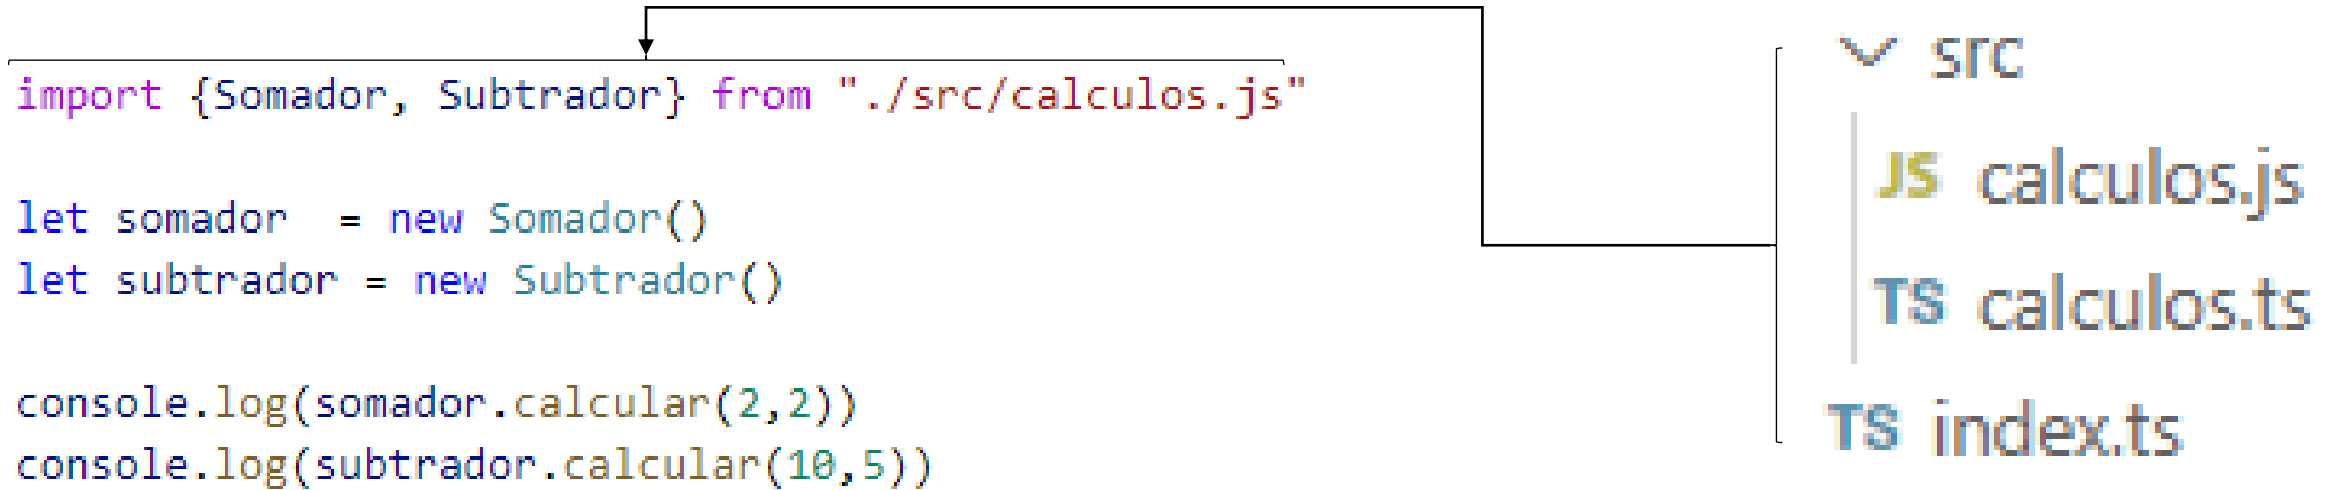 import {Somador, Subtrador} from "./src/calculos.js"
let somador  = new Somador()
let subtrador = new Subtrador()
console.log(somador.calcular(2,2))
console.log(subtrador.calcular(10,5))
src
JS calculos.js
TS calculos.ts
TS index.ts